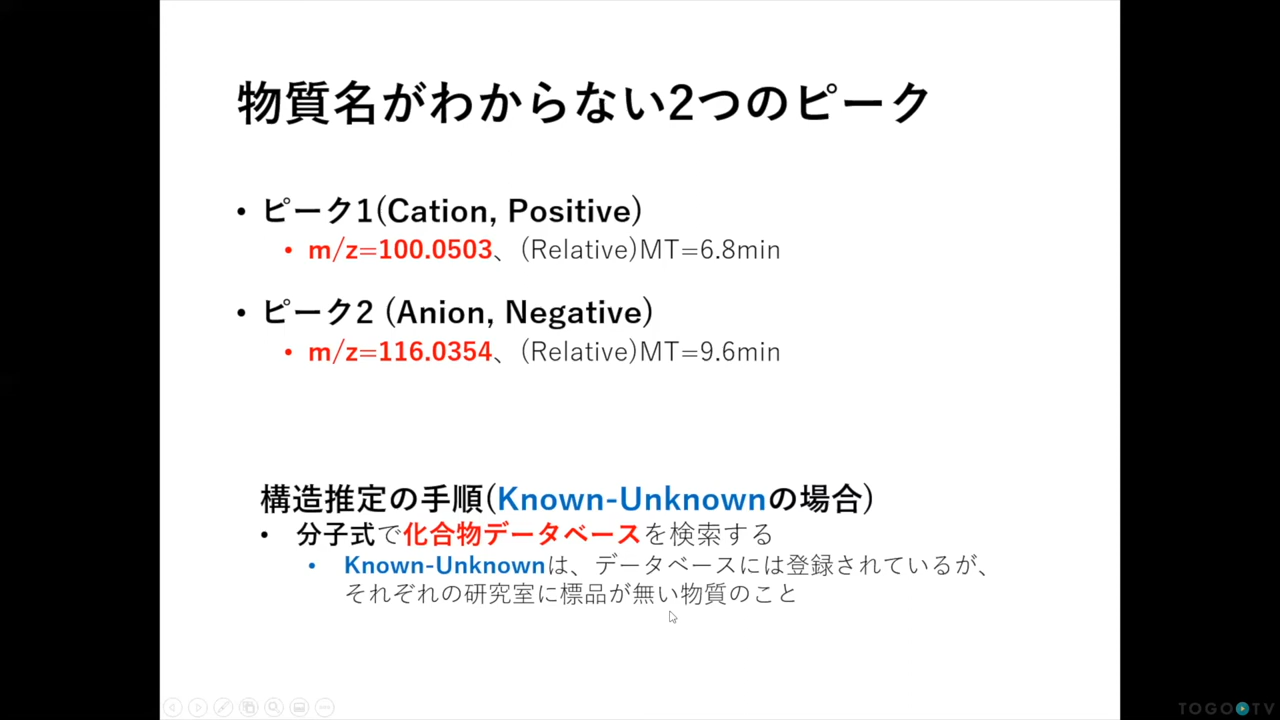 物質名がわからない2つのピーク
• ピーク1(Cation, Positive)
• m/z=100.0503、(Relative)MT=6.8min
• ピーク2 (Anion, Negative)
• m/z=116.0354、(Relative)MT=9.6min
構造推定の手順(Known-Unknownの場合)
• 分子式で化合物データベースを検索する
• Known-Unknownは、データベースには登録されているが、
それぞれの研究室に標品が無い物質のこと
TOGO TV